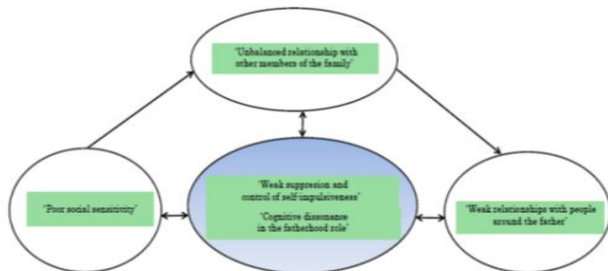 'Unbalanced relationship with
other members of the family'
'Weak suppresion and
control of self-impulsiveness'
'Cognitive dissonance
in the fatherhood role'
'Poor social sensitivity'
'Weak relationships with people
around the father'